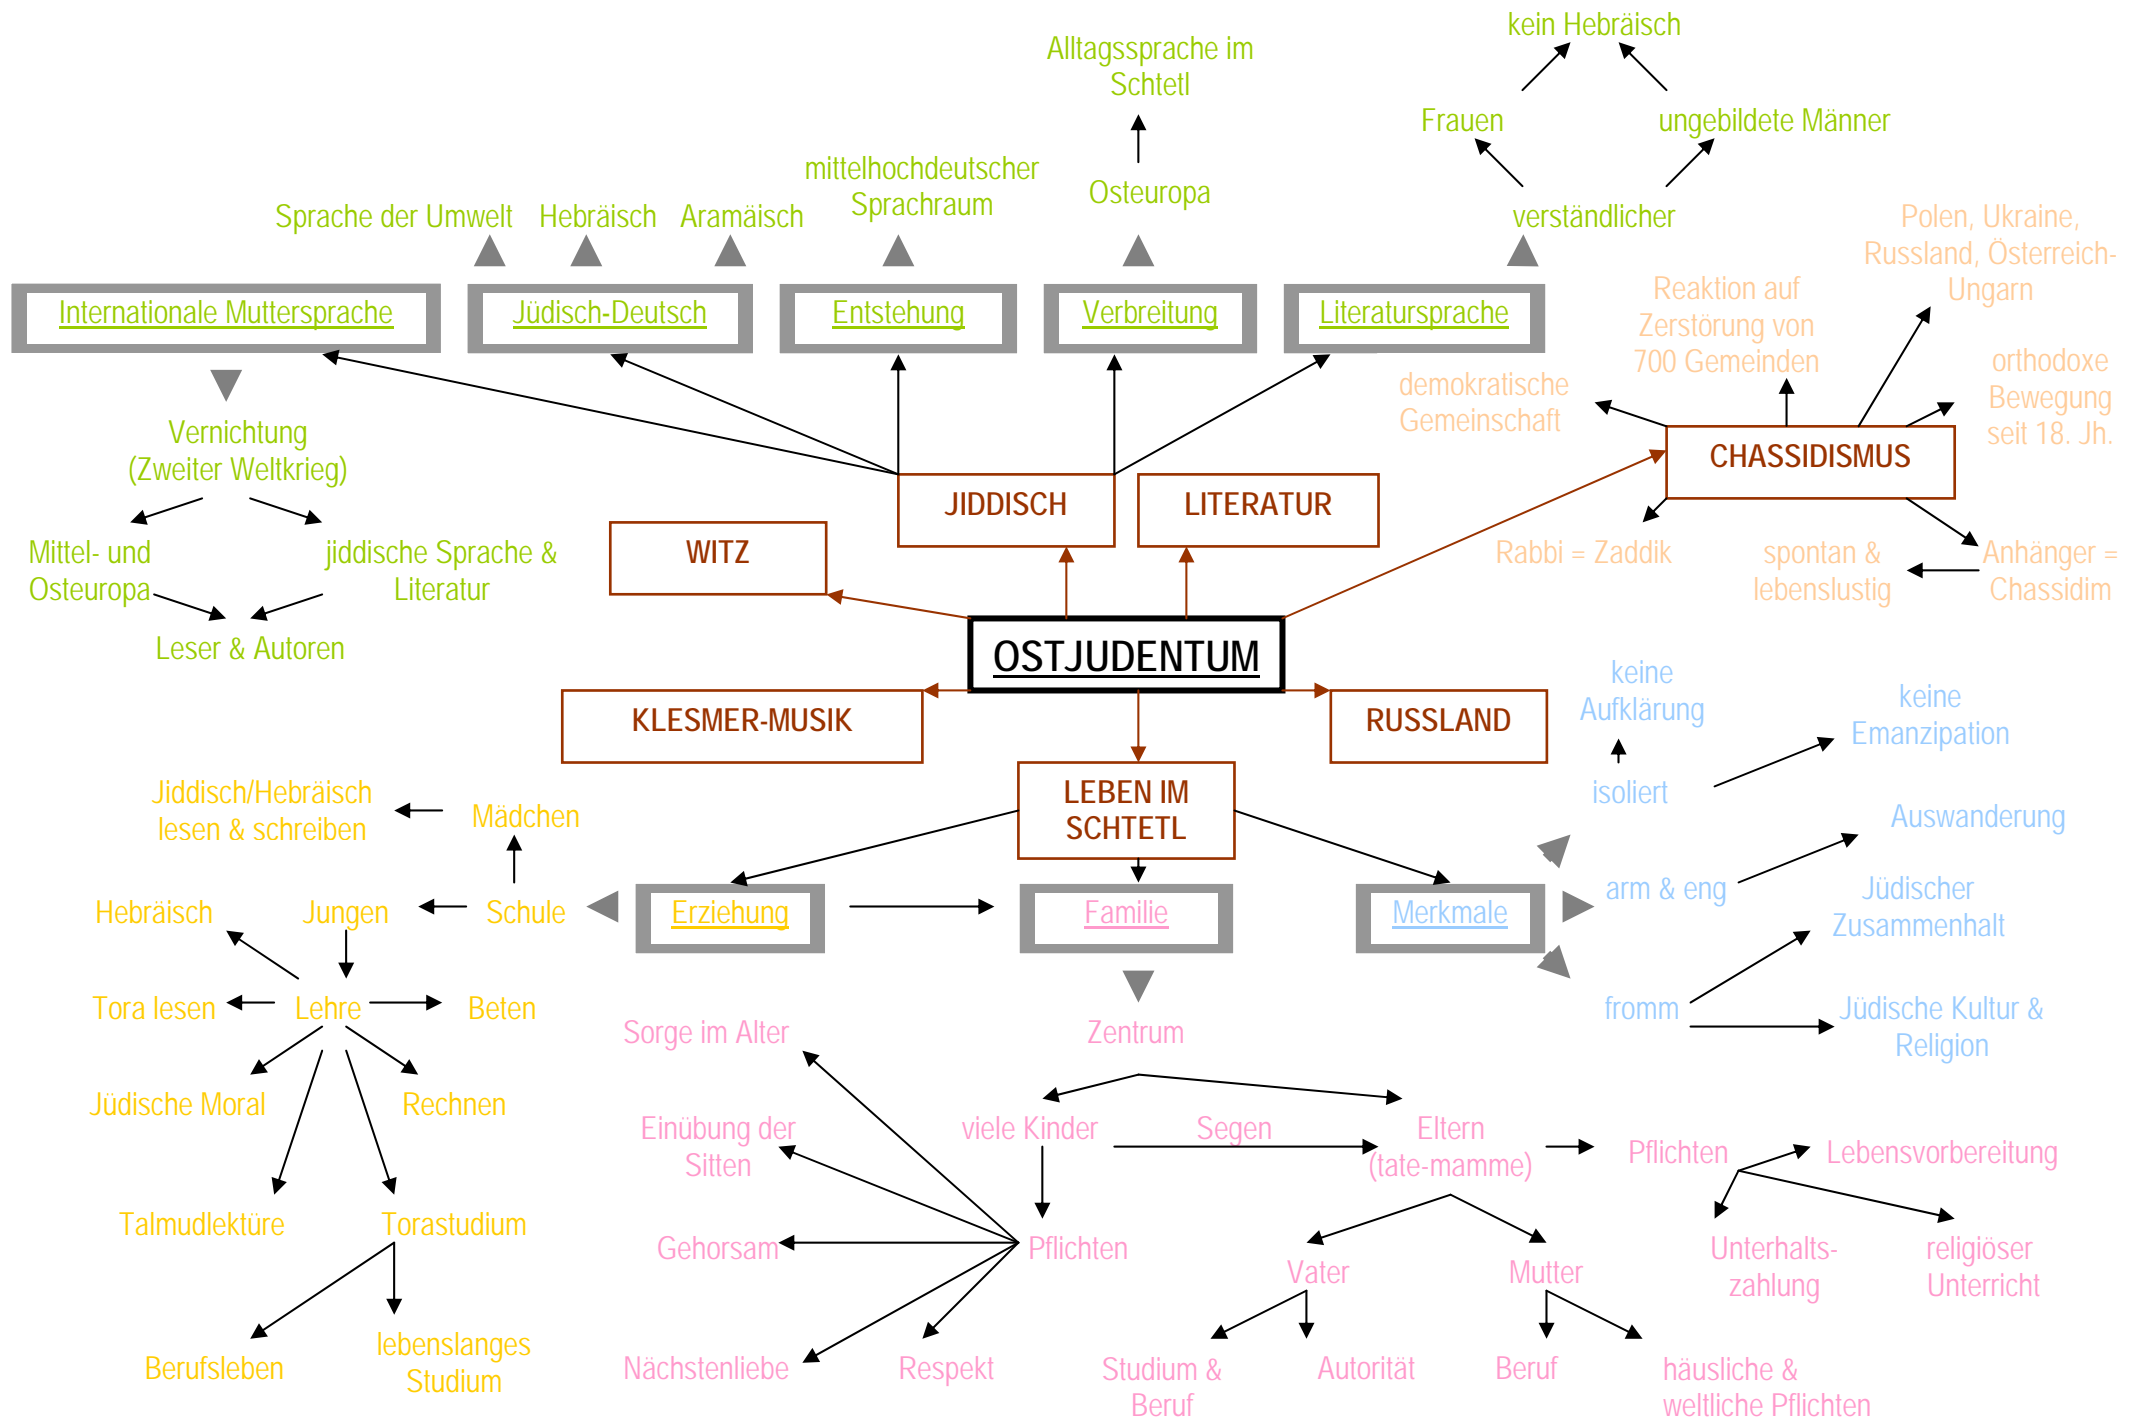 kein Hebräisch
Alltagssprache im
Schtetl
Frauen
ungebildete Männer
mittelhochdeutscher
Sprachraum
Osteuropa
Sprache der Umwelt
Hebräisch
Aramäisch
verständlicher
Polen, Ukraine,
Russland, Österreich-
Ungarn
Internationale Muttersprache
Jüdisch-Deutsch
Entstehung
Verbreitung
Literatursprache
Reaktion auf
Zerstörung von
700 Gemeinden
demokratische
Gemeinschaft
orthodoxe
Bewegung
seit 18. Jh.
Vernichtung
(Zweiter Weltkrieg)
CHASSIDISMUS
JIDDISCH
LITERATUR
WITZ
Mittel- und
Osteuropa
jiddische Sprache &
Literatur
Rabbi = Zaddik
spontan &
lebenslustig
Anhänger =
Chassidim
Leser & Autoren
OSTJUDENTUM
KLESMER-MUSIK
RUSSLAND
keine
Aufklärung
keine
Emanzipation
LEBEN IM
SCHTETL
isoliert
Jiddisch/Hebräisch
lesen & schreiben
Mädchen
Auswanderung
Hebräisch
Jungen
Schule
Erziehung
Familie
Merkmale
arm & eng
Jüdischer
Zusammenhalt
Tora lesen
Lehre
Beten
fromm
Jüdische Kultur &
Religion
Sorge im Alter
Zentrum
Jüdische Moral
Rechnen
Einübung der
Sitten
viele Kinder
Segen
Eltern
(tate-mamme)
Pflichten
Lebensvorbereitung
Talmudlektüre
Torastudium
Gehorsam
Pflichten
Vater
Mutter
Unterhalts-
zahlung
religiöser
Unterricht
Berufsleben
lebenslanges
Studium
Nächstenliebe
Respekt
Studium &
Beruf
Autorität
Beruf
häusliche &
weltliche Pflichten